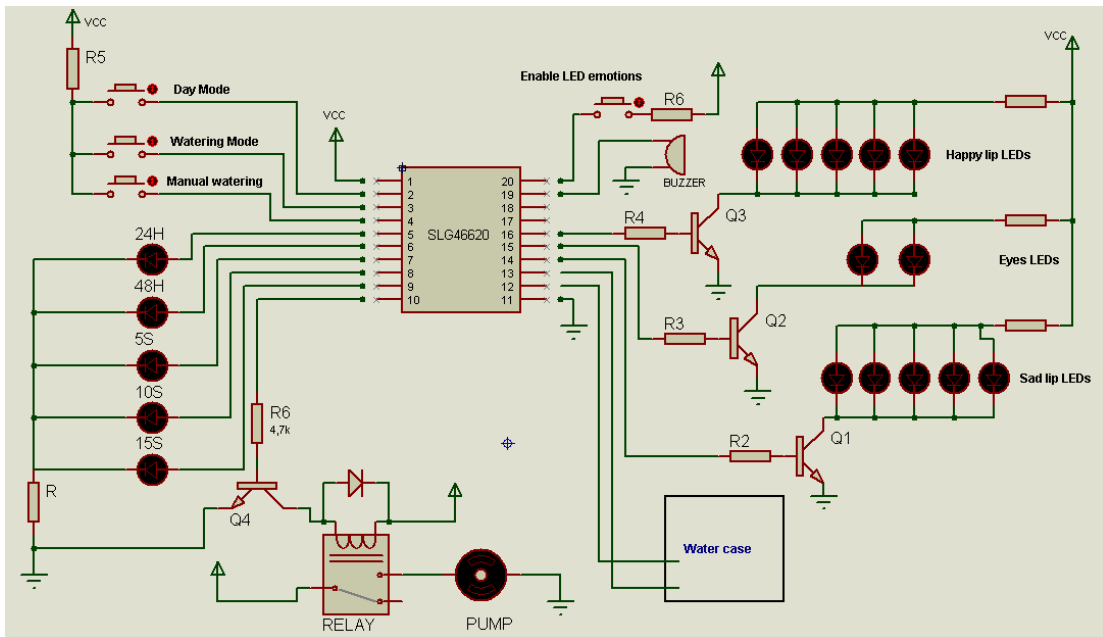 VCC
R5
Day Mode
Watering Mode
Manual watering
VCC
Enable LED emotions
R6
BUZZER
VCC
Happy lip LEDs
Eyes LEDs
Sad lip LEDs
SLG46620
1
2
3
4
5
6
7
8
9
10
20
19
18
17
16
15
14
13
12
11
R4
Q3
R3
Q2
R2
Q1
24H
48H
5S
10S
15S
R
R6
4,7k
Q4
RELAY
PUMP
Water case